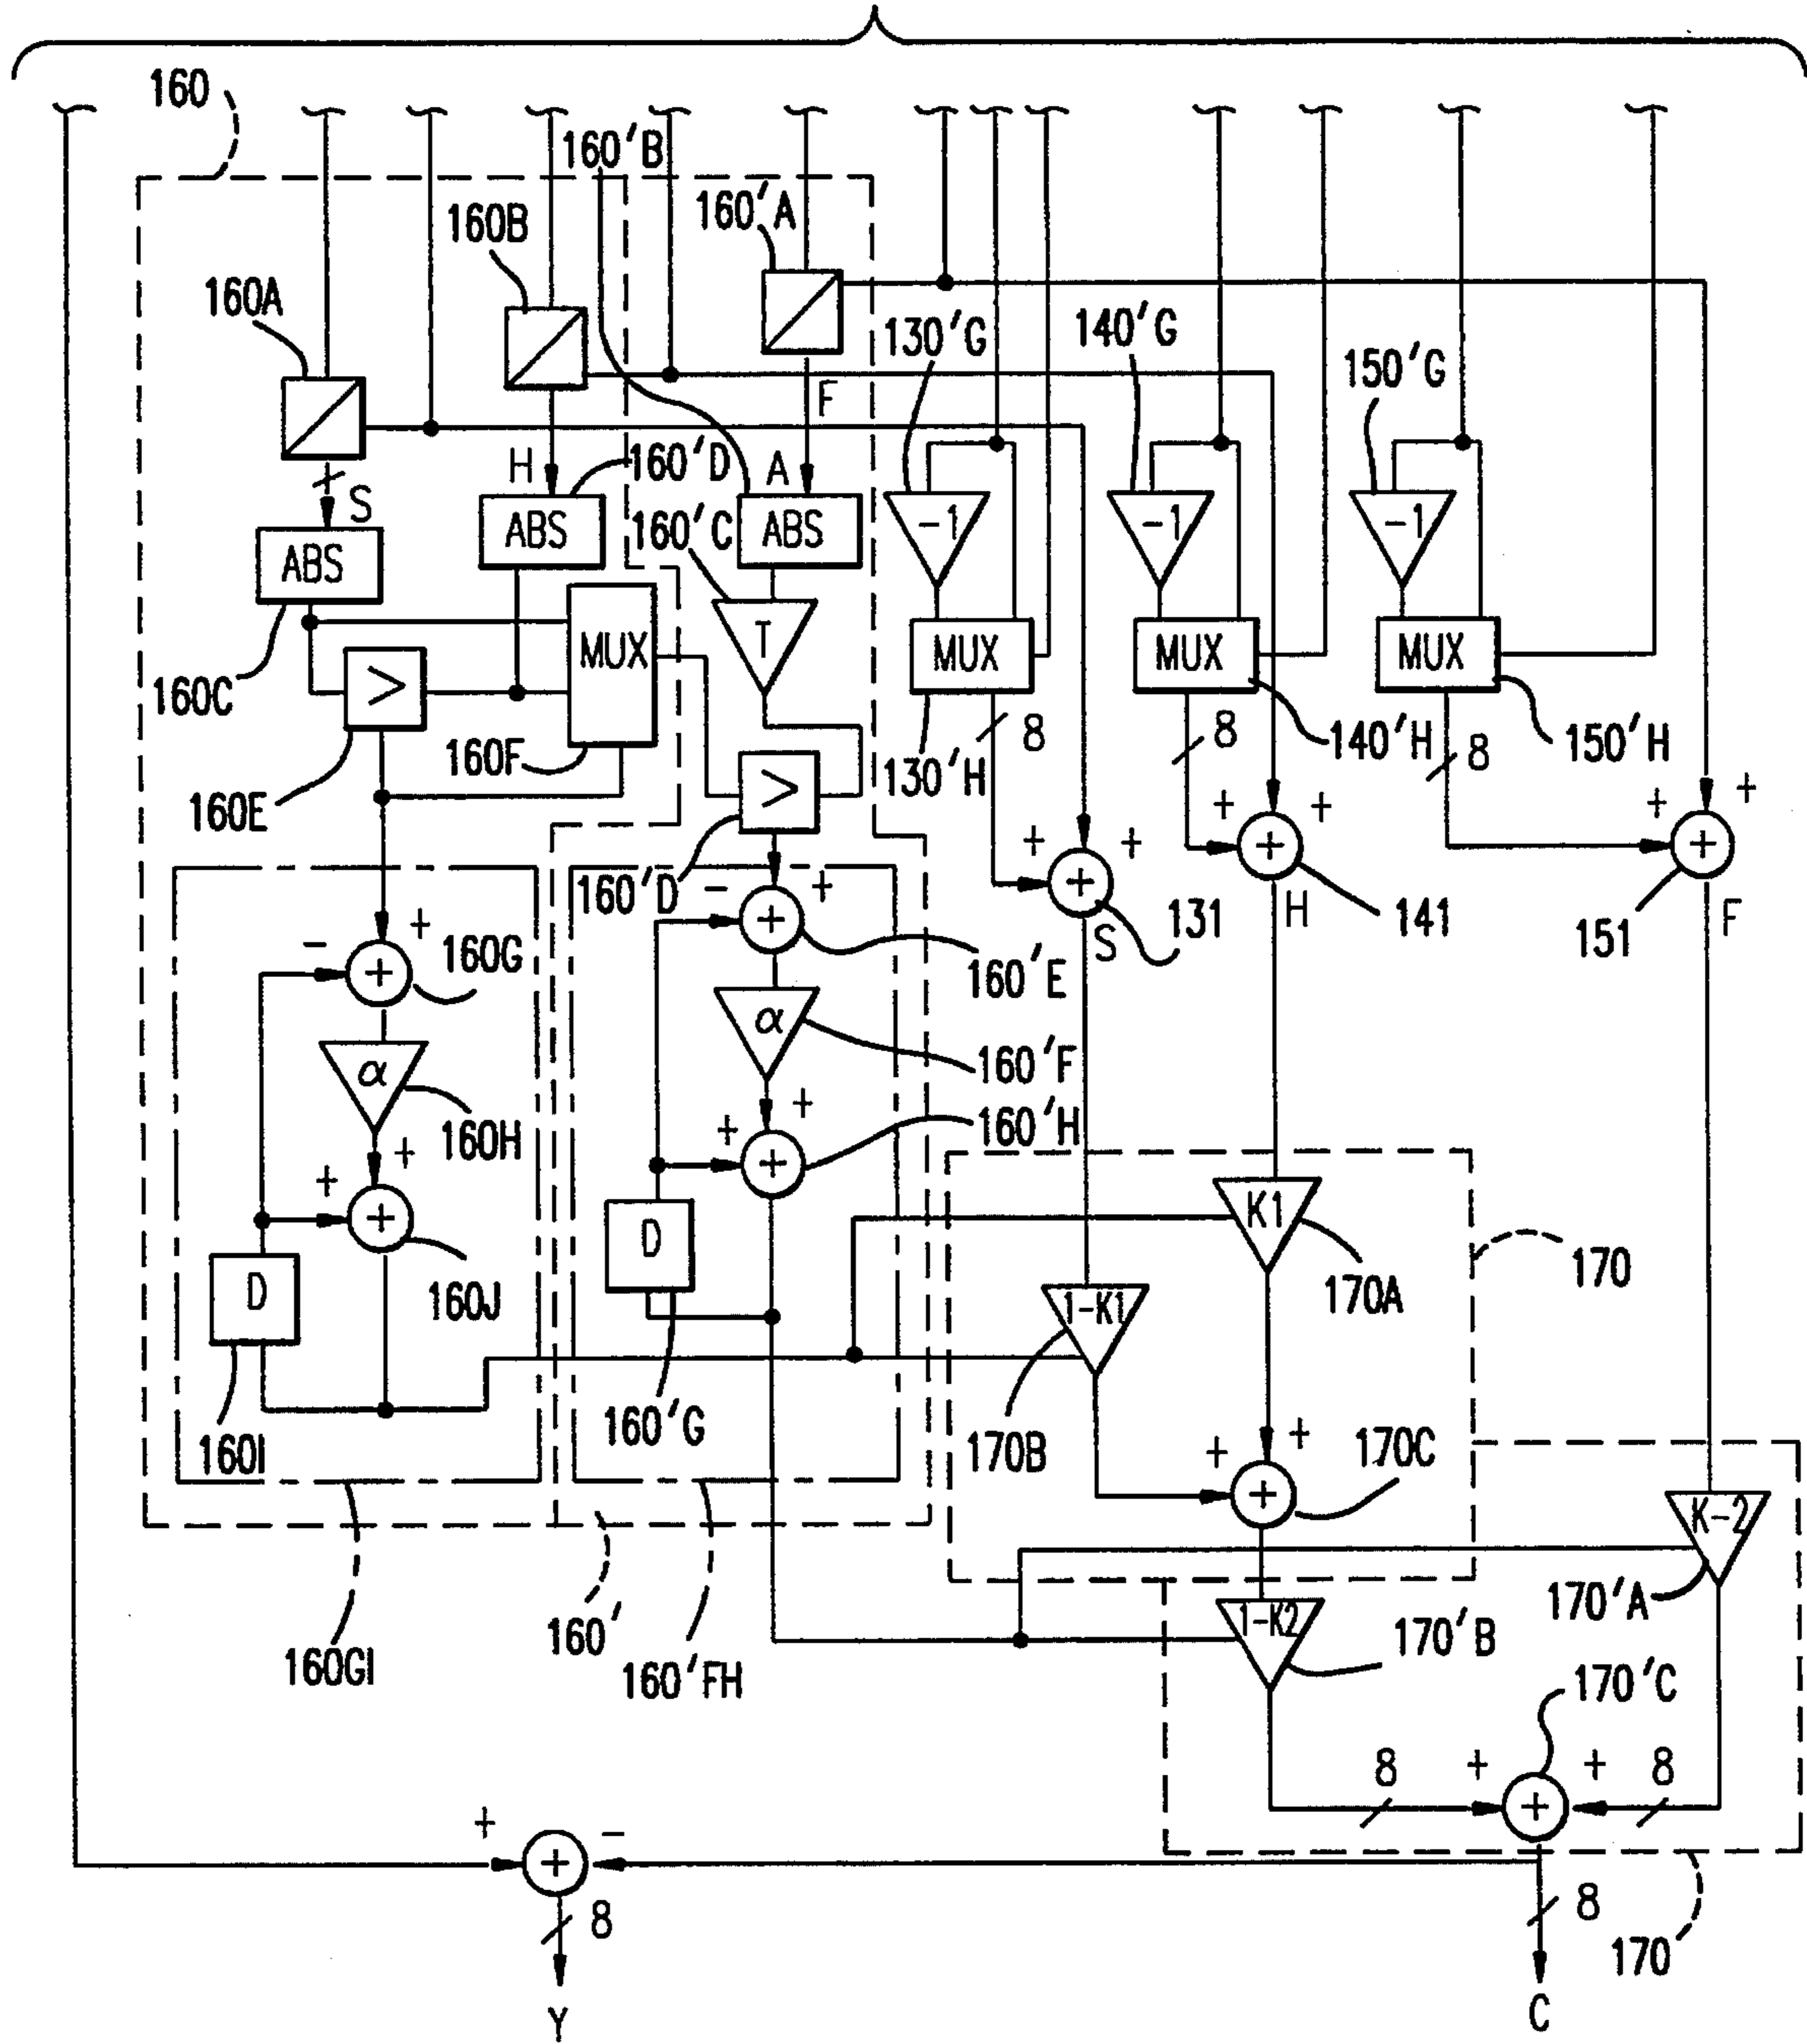 160
160'B
160'A
160B
160A
130'G
140'G
150'G
F
H
160'D
A
S
160'C
-1
-1
-1
ABS
ABS
ABS
T
MUX
MUX
MUX
MUX
>
160C
160F
8
8
8
140'H
150'H
130'H
160E
>
+
+
+
+
+
+
160'D
-
+
+
+
+
+
131
S
H
141
151
F
-
+
+
160G
160'E
α
160'F
α
160H
+
+
160'H
+
+
+
+
K1
170A
170
D
D
160J
1-K1
160I
160'G
170B
+
+
170C
+
K-2
170'A
160'
1-K2
170'B
160GI
160'FH
170'C
8
+
+
8
+
+
-
+
8
8
170
Y
C